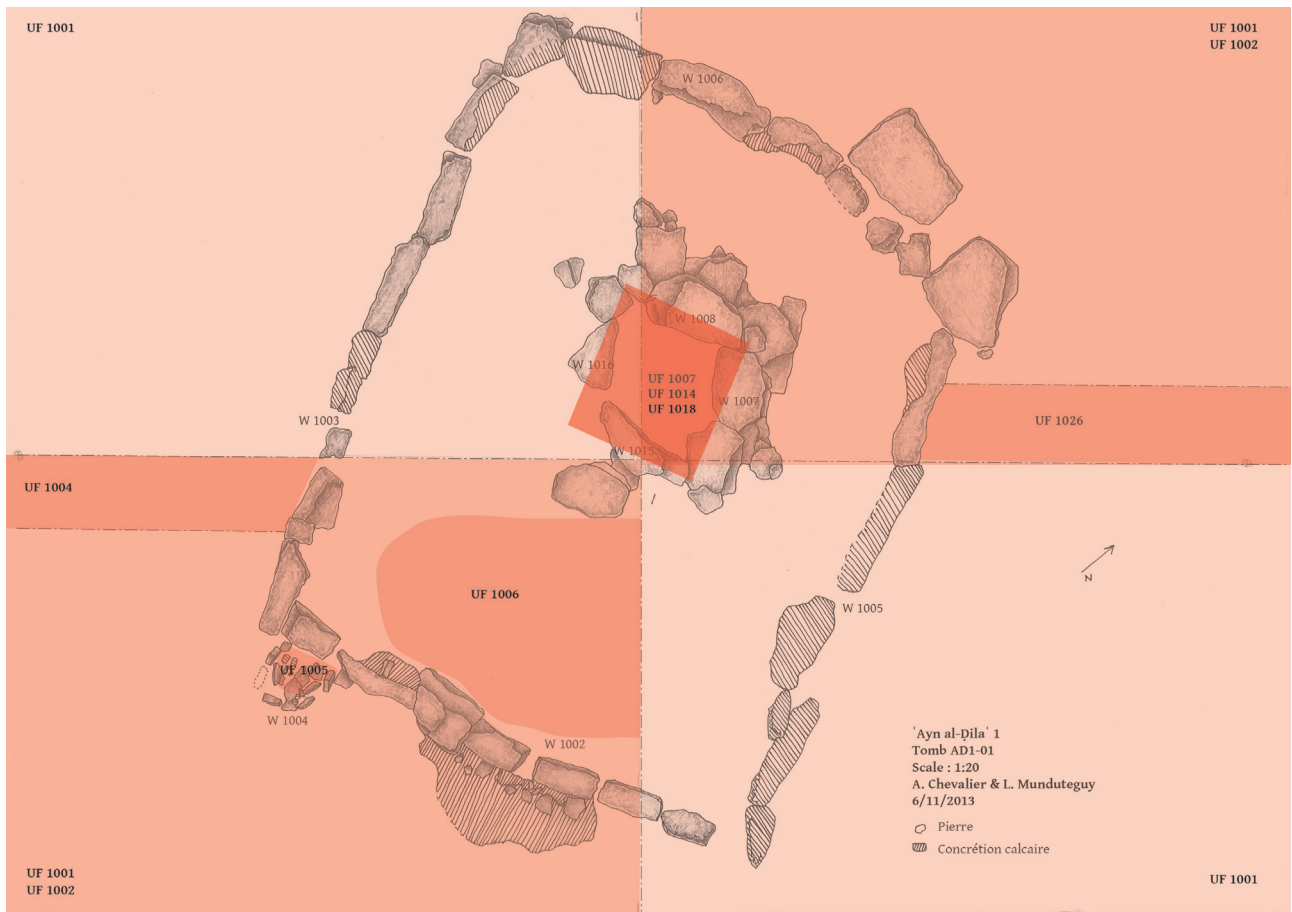 UF 1001
UF 1001
UF 1002
W 1006
W 1008
W 1016
UF 1007
UF 1014
UF 1018
W 1007
W 1003
UF 1026
W 1015
UF 1004
N
UF 1006
W 1005
UF 1005
W 1004
W 1002
ʿAyn al-Ḍilaʿ 1
Tomb AD1-01
Scale : 1:20
A. Chevalier & L. Munduteguy
6/11/2013
Pierre
Concrétion calcaire
UF 1001
UF 1002
UF 1001